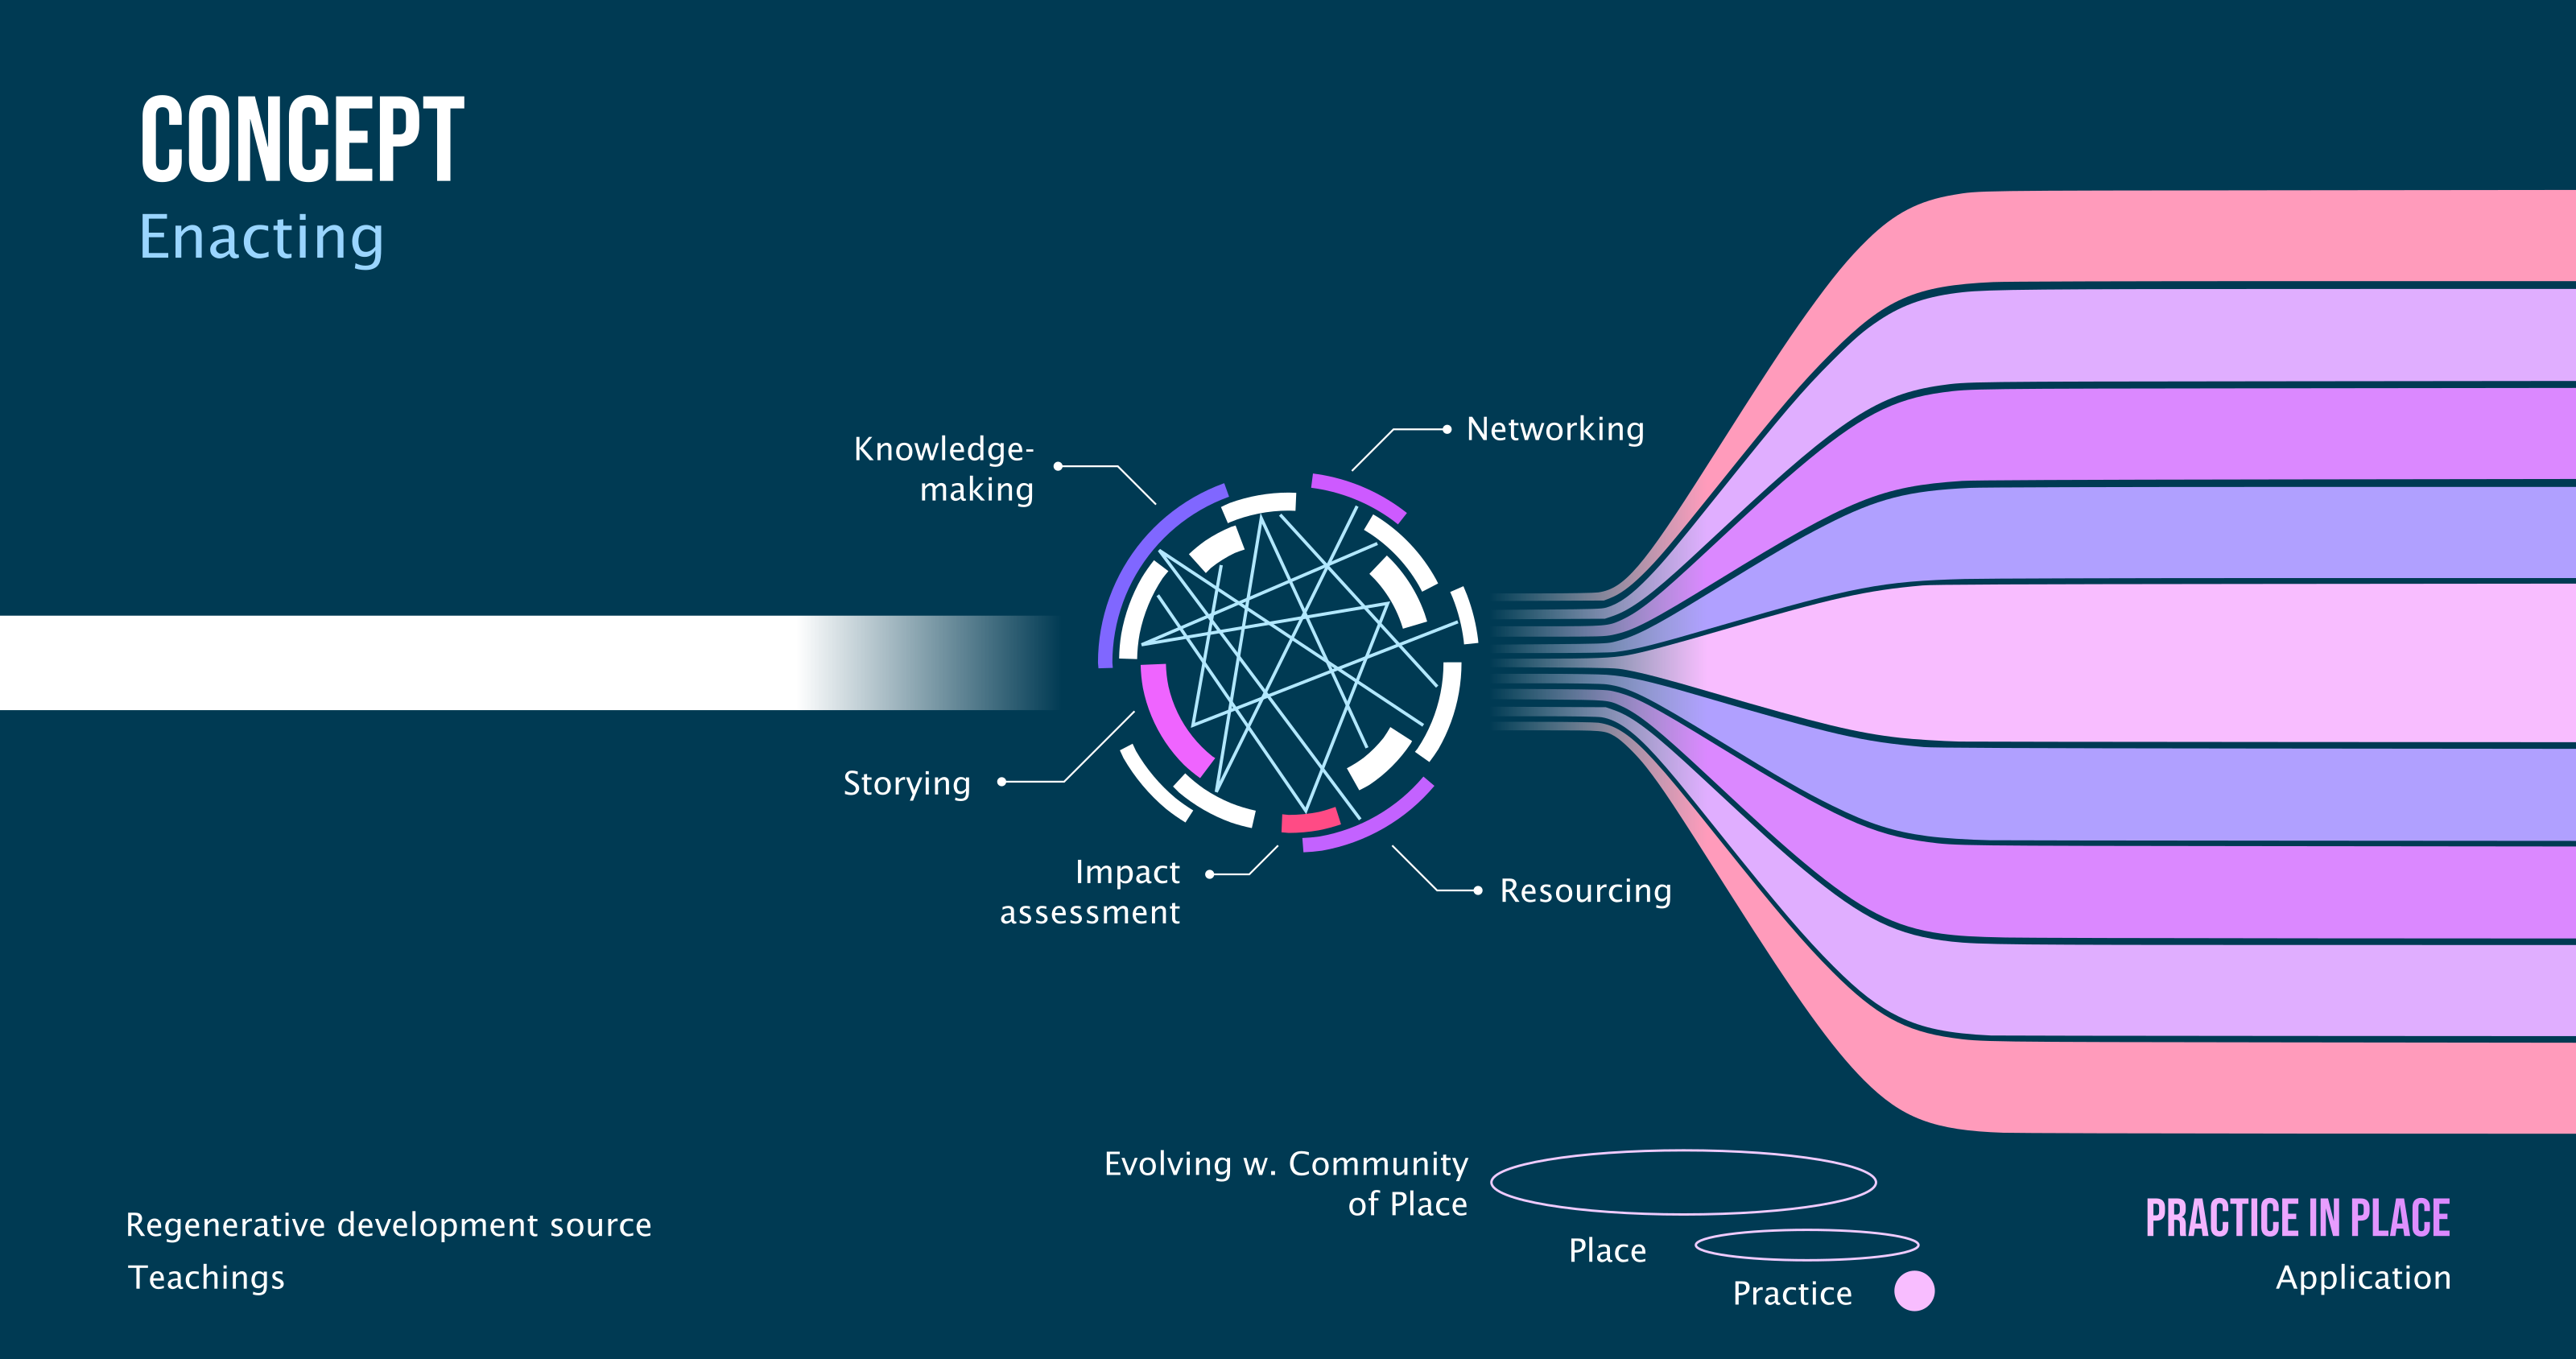 CONCEPT
Enacting
Knowledge-
making
Networking
Storying
Impact
assessment
Resourcing
Evolving w. Community
of Place
Place
Practice
Regenerative development source
Teachings
PRACTICE IN PLACE
Application